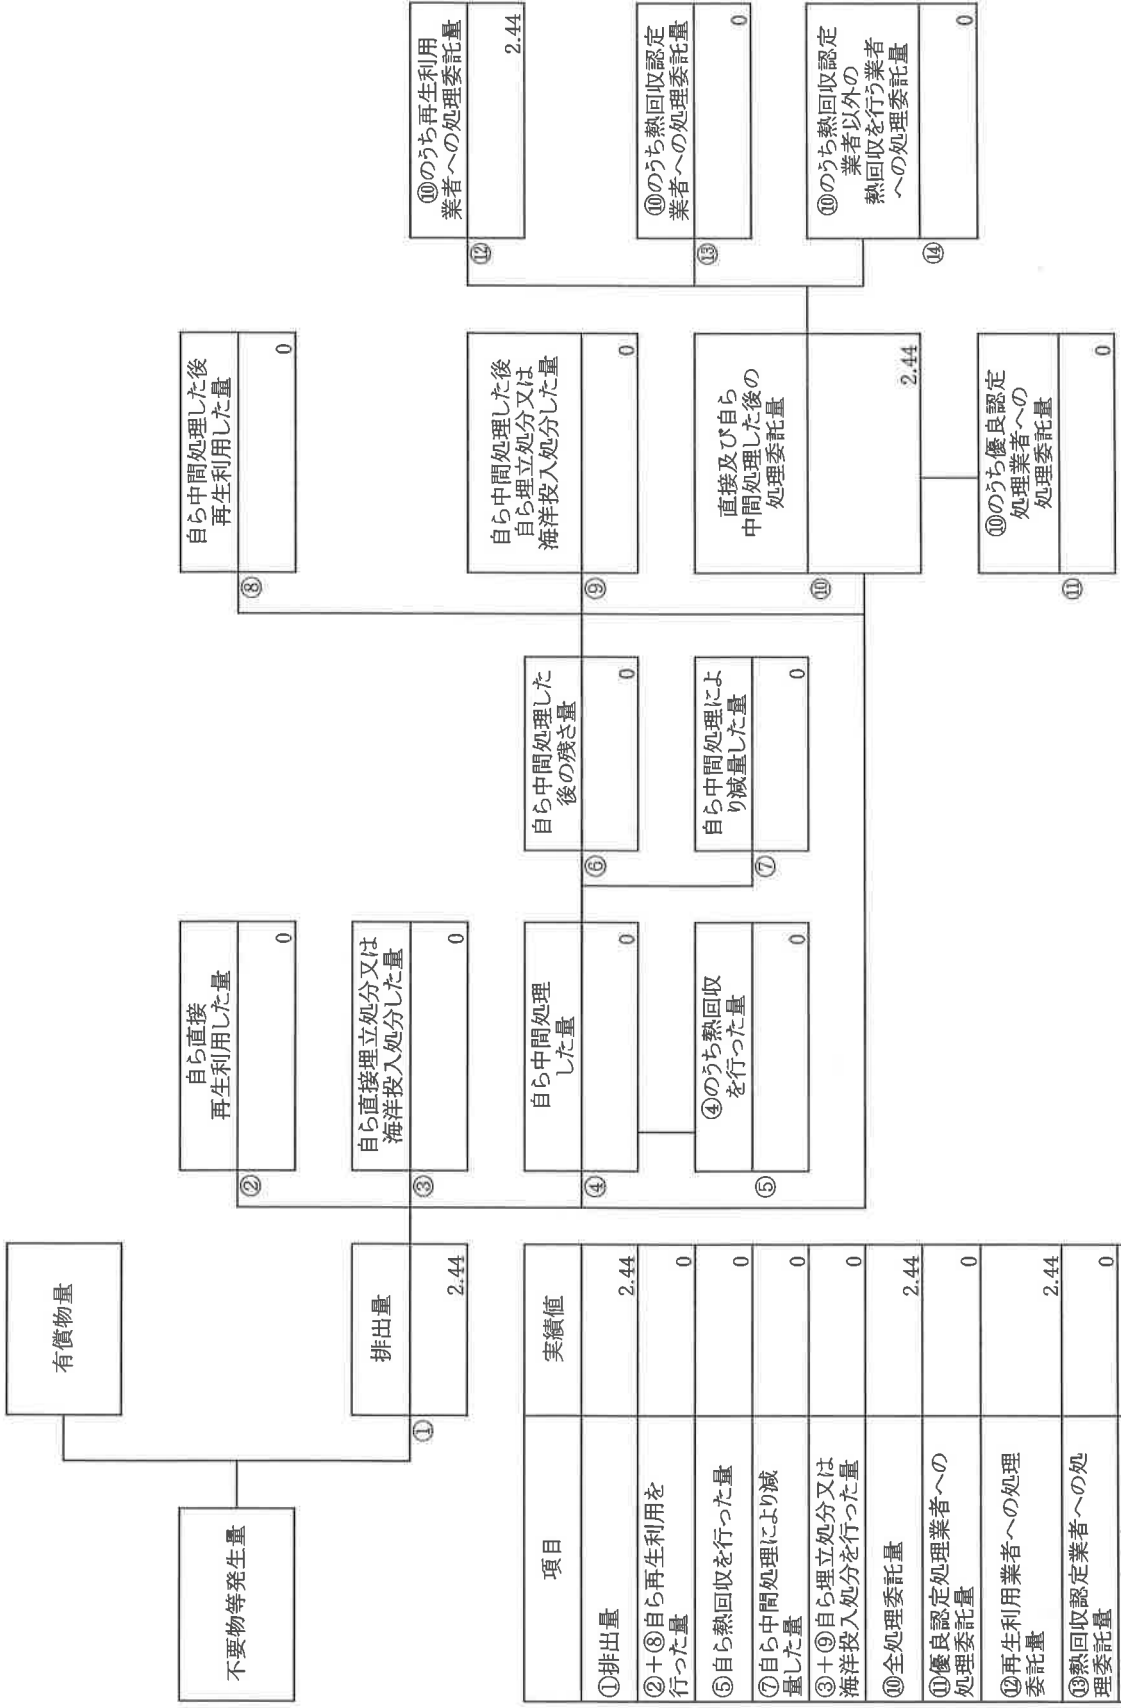 有償物量
不要物等発生量
排出量
①
2.44
自ら直接
再生利用した量
②
0
自ら直接埋立処分又は
海洋投入処分した量
③
0
自ら中間処理
した量
④
0
④のうち熱回収
を行った量
⑤
0
自ら中間処理した
後の残さ量
⑥
0
自ら中間処理によ
り減量した量
⑦
0
自ら中間処理した後
再生利用した量
⑧
0
自ら中間処理した後
自ら埋立処分又は
海洋投入処分した量
⑨
0
直接及び自ら
中間処理した後の
処理委託量
⑩
2.44
⑩のうち優良認定
処理業者への
処理委託量
⑪
0
⑩のうち再生利用
業者への処理委託量
⑫
2.44
⑩のうち熱回収認定
業者への処理委託量
⑬
0
⑩のうち熱回収認定
業者以外の
熱回収を行う業者
への処理委託量
⑭
0
項目 実績値
①排出量 2.44
②+⑧自ら再生利用を
行った量 0
⑤自ら熱回収を行った量 0
⑦自ら中間処理により減
量した量 0
③+⑨自ら埋立処分又は
海洋投入処分を行った量 0
⑩全処理委託量 2.44
⑪優良認定処理業者への
処理委託量 0
⑫再生利用業者への処理
委託量 2.44
⑬熱回収認定業者への処
理委託量 0